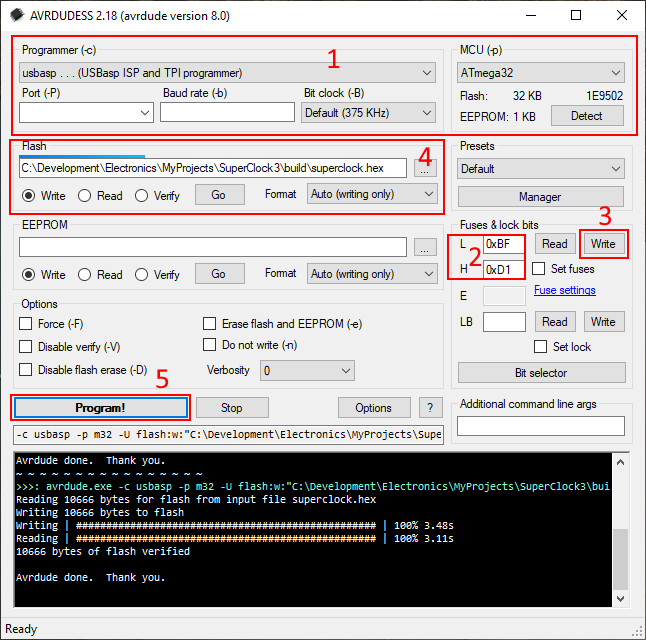 AVRDUDESS 2.18 (avrdude version 8.0)
Programmer (-c)
1
usbasp . . . (USBasp ISP and TPI programmer)
Port (-P)
Baud rate (-b)
Bit clock (-B)
Default (375 KHz)
MCU (-p)
ATmega32
Flash: 32 KB 1E9502
EEPROM: 1 KB
Detect
Flash
4
C:\Development\Electronics\MyProjects\SuperClock3\build\superclock.hex
...
Write Read Verify Go Format Auto (writing only)
Presets
Default
Manager
EEPROM
...
Write Read Verify Go Format Auto (writing only)
Fuses & lock bits
3
2
L 0xBF Read Write
H 0xD1 Set fuses
E Fuse settings
LB Read Write
Set lock
Bit selector
Options
Force (-F) Erase flash and EEPROM (-e)
Disable verify (-V) Do not write (-n)
Disable flash erase (-D) Verbosity 0
5
Program! Stop Options ?
Additional command line args
-c usbasp -p m32 -U flash:w:"C:\Development\Electronics\MyProjects\Supe
Avrdude done. Thank you.
~ ~ ~ ~ ~ ~ ~ ~ ~ ~ ~ ~ ~ ~ ~ ~
>>>: avrdude.exe -c usbasp -p m32 -U flash:w:"C:\Development\Electronics\MyProjects\SuperClock3\bui
Reading 10666 bytes for flash from input file superclock.hex
Writing 10666 bytes to flash
Writing | ################################################## | 100% 3.48s
Reading | ################################################## | 100% 3.11s
10666 bytes of flash verified
Avrdude done. Thank you.
Ready